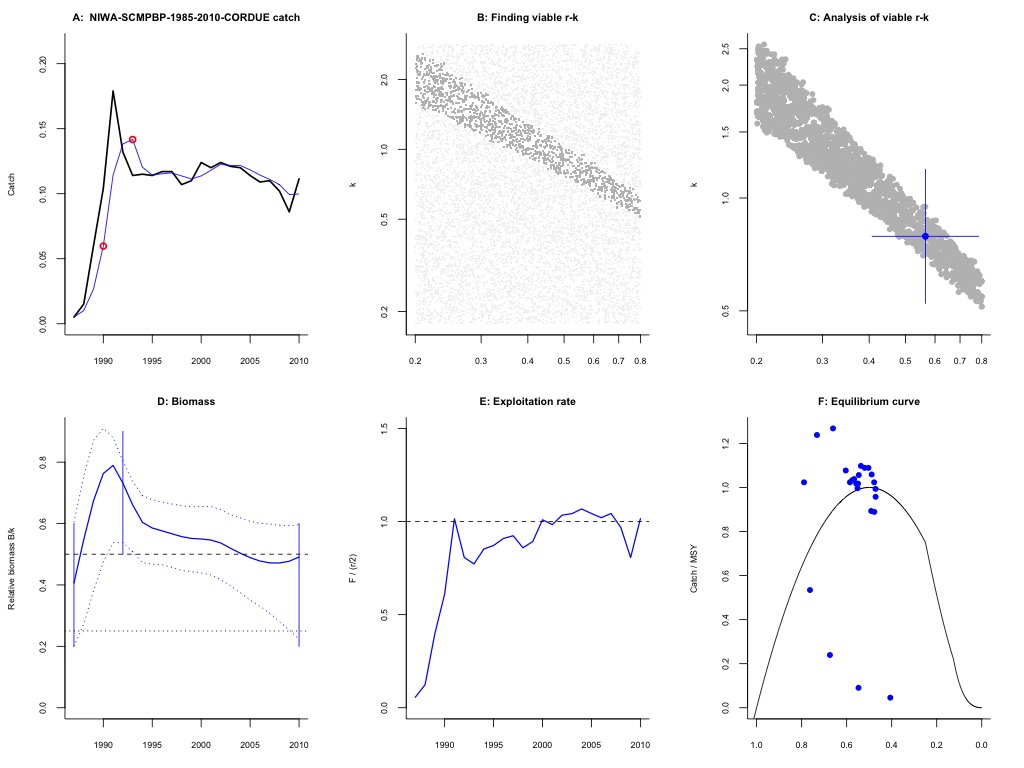 A: NIWA-SCMPBP-1985-2010-CORDUE catch
Catch
0.00 0.05 0.10 0.15 0.20
1990 1995 2000 2005 2010
B: Finding viable r-k
k
0.2 0.5 1.0 2.0
0.2 0.3 0.4 0.5 0.6 0.7 0.8
C: Analysis of viable r-k
k
0.5 1.0 1.5 2.0 2.5
0.2 0.3 0.4 0.5 0.6 0.7 0.8
D: Biomass
Relative biomass B/k
0.0 0.2 0.4 0.6 0.8
1990 1995 2000 2005 2010
E: Exploitation rate
F / (r/2)
0.0 0.5 1.0 1.5
1990 1995 2000 2005 2010
F: Equilibrium curve
Catch / MSY
0.0 0.2 0.4 0.6 0.8 1.0 1.2
1.0 0.8 0.6 0.4 0.2 0.0